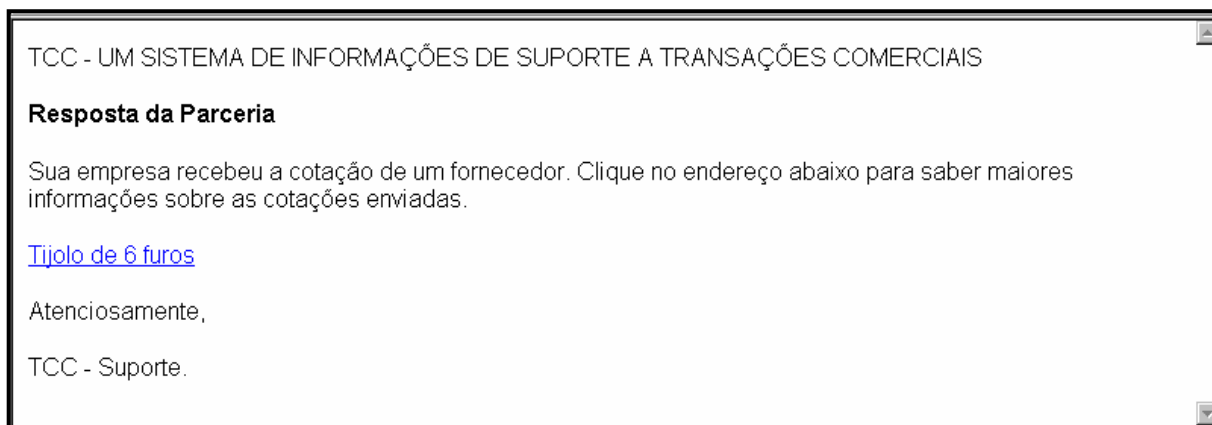 TCC - UM SISTEMA DE INFORMAÇÕES DE SUPORTE A TRANSAÇÕES COMERCIAIS
Resposta da Parceria
Sua empresa recebeu a cotação de um fornecedor. Clique no endereço abaixo para saber maiores
informações sobre as cotações enviadas.
Tijolo de 6 furos
Atenciosamente,
TCC - Suporte.